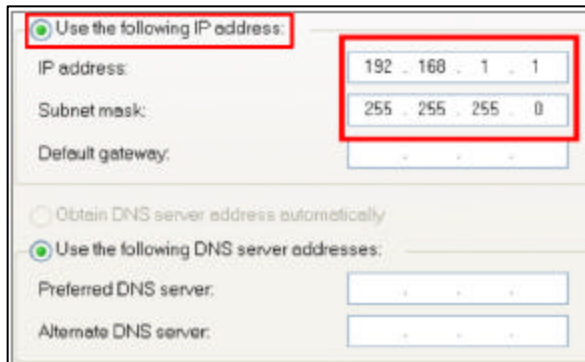 Use the following IP address:
IP address: 192 . 168 . 1 . 1
Subnet mask: 255 . 255 . 255 . 0
Default gateway: . . .
Obtain DNS server address automatically
Use the following DNS server addresses:
Preferred DNS server: . . .
Alternate DNS server: . . .